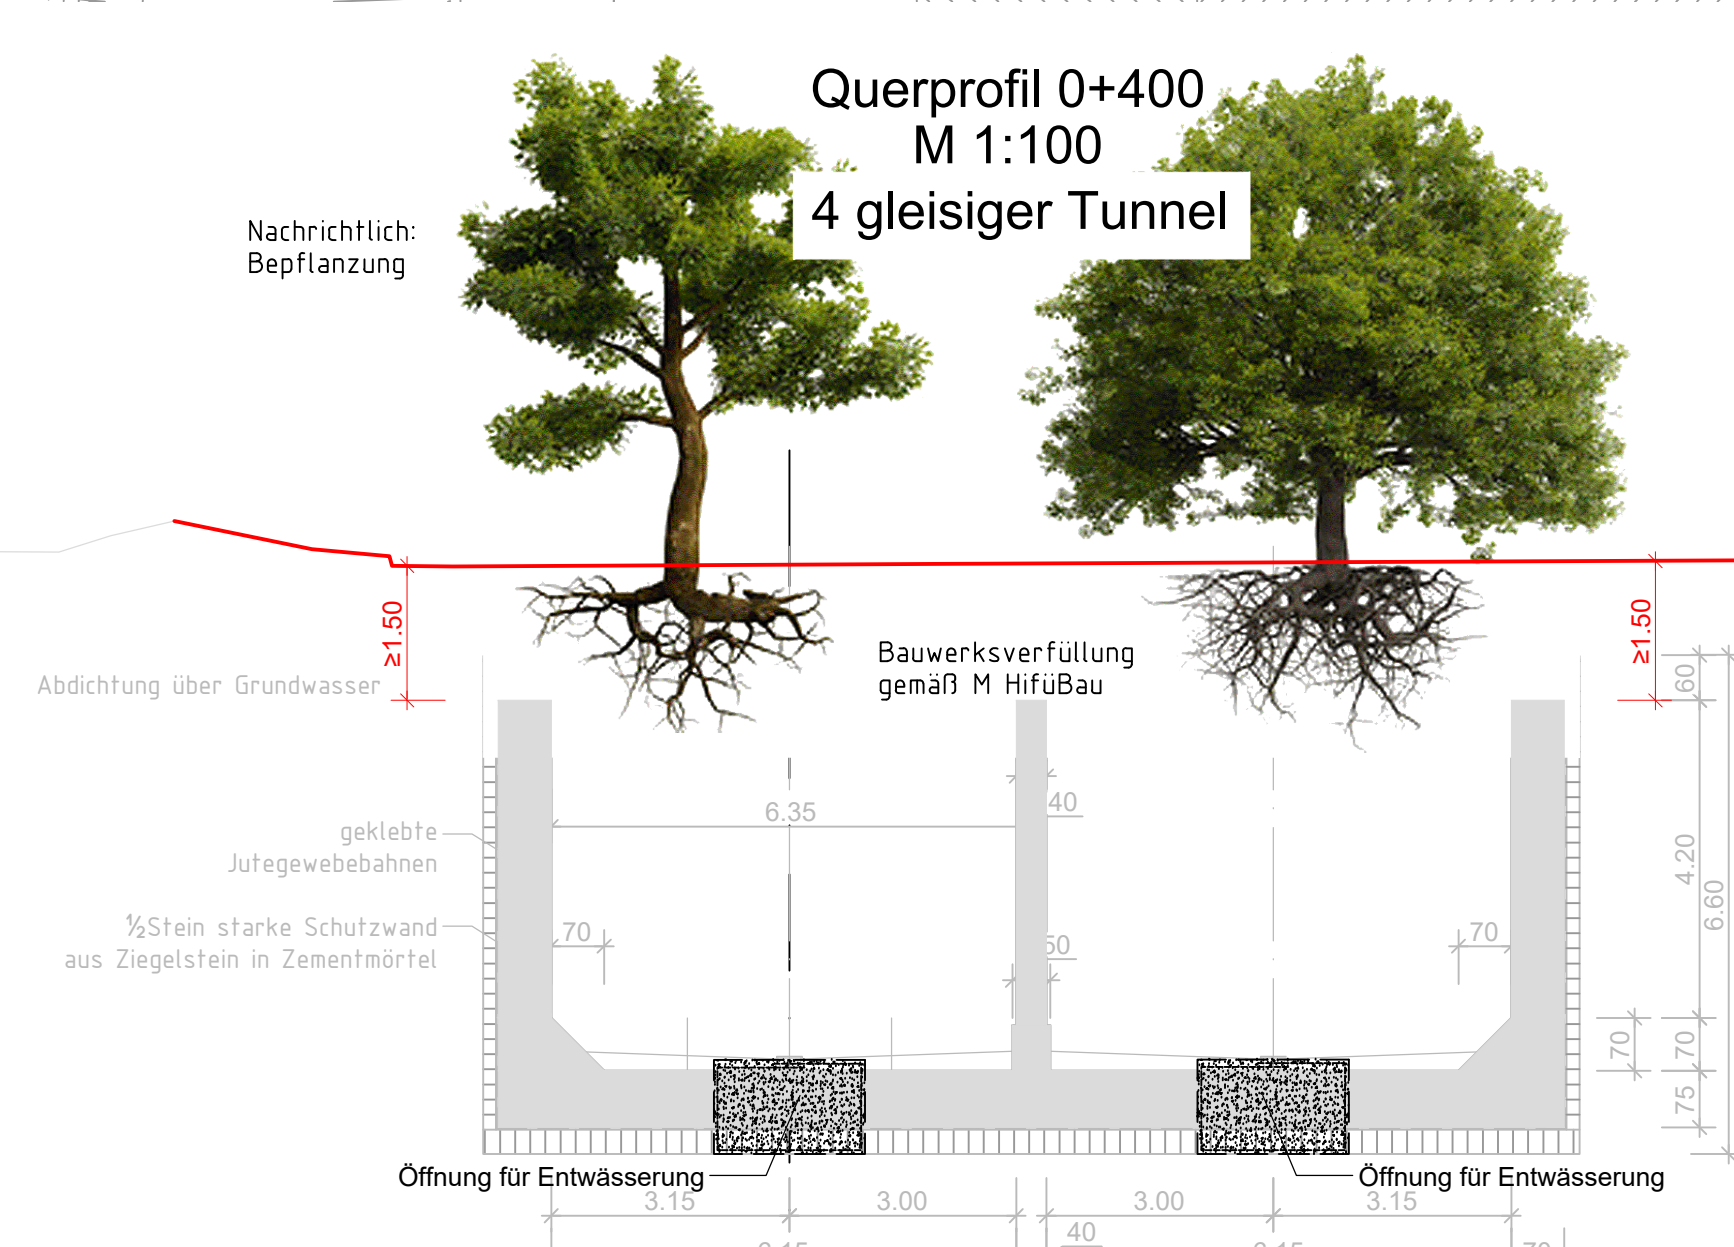 Querprofil 0+400
M 1:100
4 gleisiger Tunnel
Nachrichtlich:
Bepflanzung
≥1.50
≥1.50
Bauwerksverfüllung
gemäß M HifüBau
Abdichtung über Grundwasser
60
6.35
40
geklebte
Jutegewebebahnen
4.20
6.60
½Stein starke Schutzwand
aus Ziegelstein in Zementmörtel
70
50
70
70
70
75
Öffnung für Entwässerung
Öffnung für Entwässerung
3.15
3.00
3.00
3.15
40